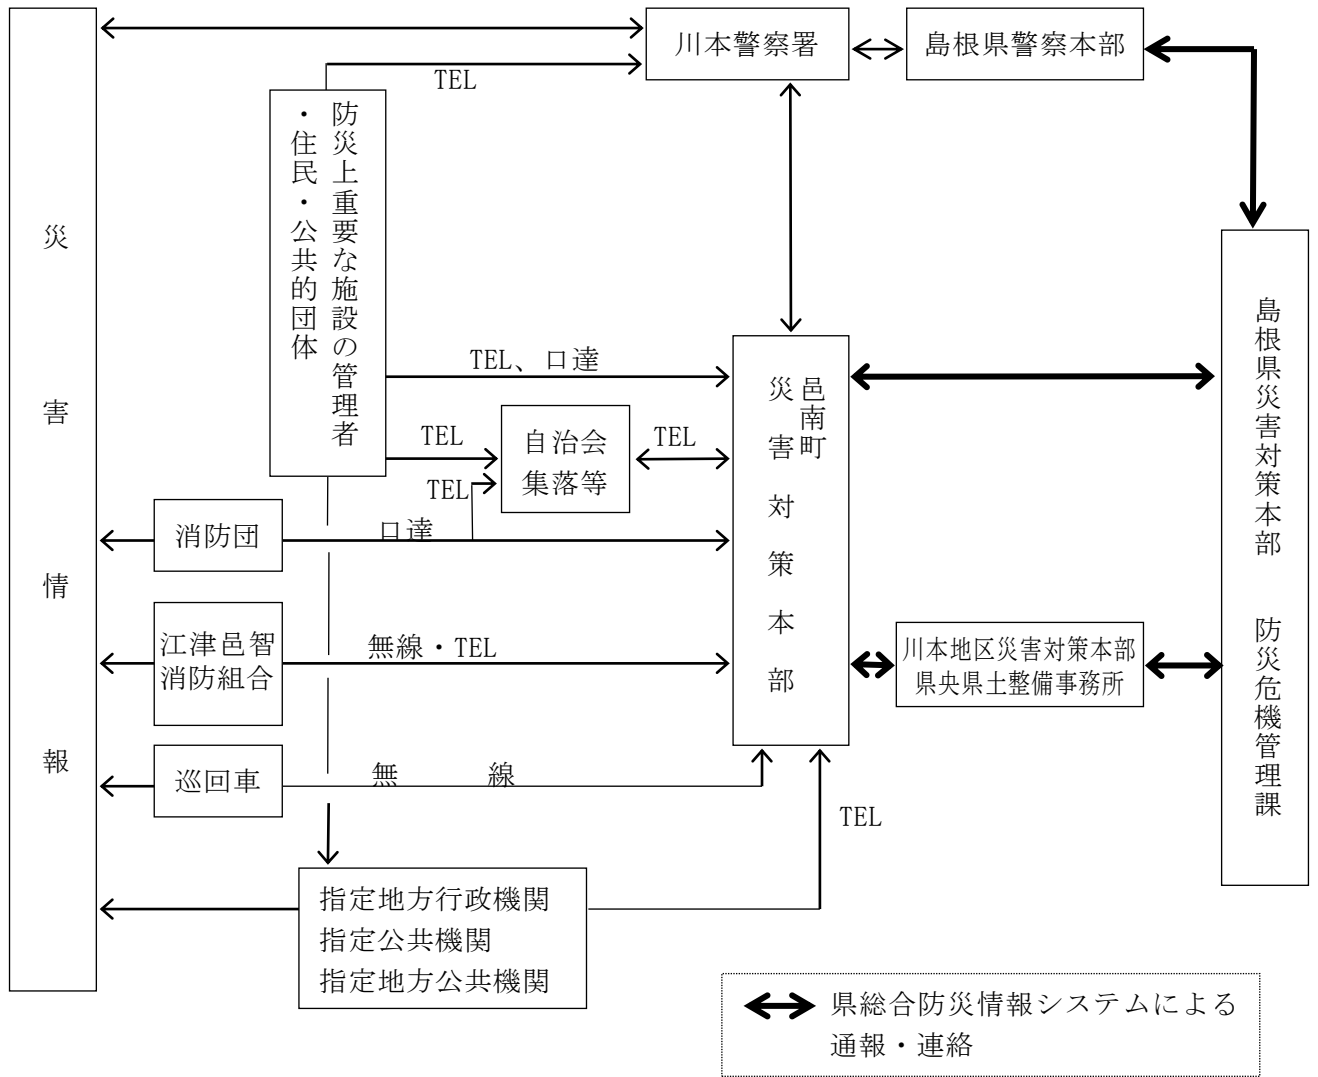 川本警察署
島根県警察本部
TEL
防災上重要な施設の管理者
・住民・公共的団体
災害情報
TEL、口達
TEL
自治会
集落等
TEL
TEL
邑南町
災害対策本部
島根県災害対策本部 防災危機管理課
消防団
口達
江津邑智
消防組合
無線・TEL
川本地区災害対策本部
県央県土整備事務所
巡回車
無 線
TEL
指定地方行政機関
指定公共機関
指定地方公共機関
県総合防災情報システムによる
通報・連絡